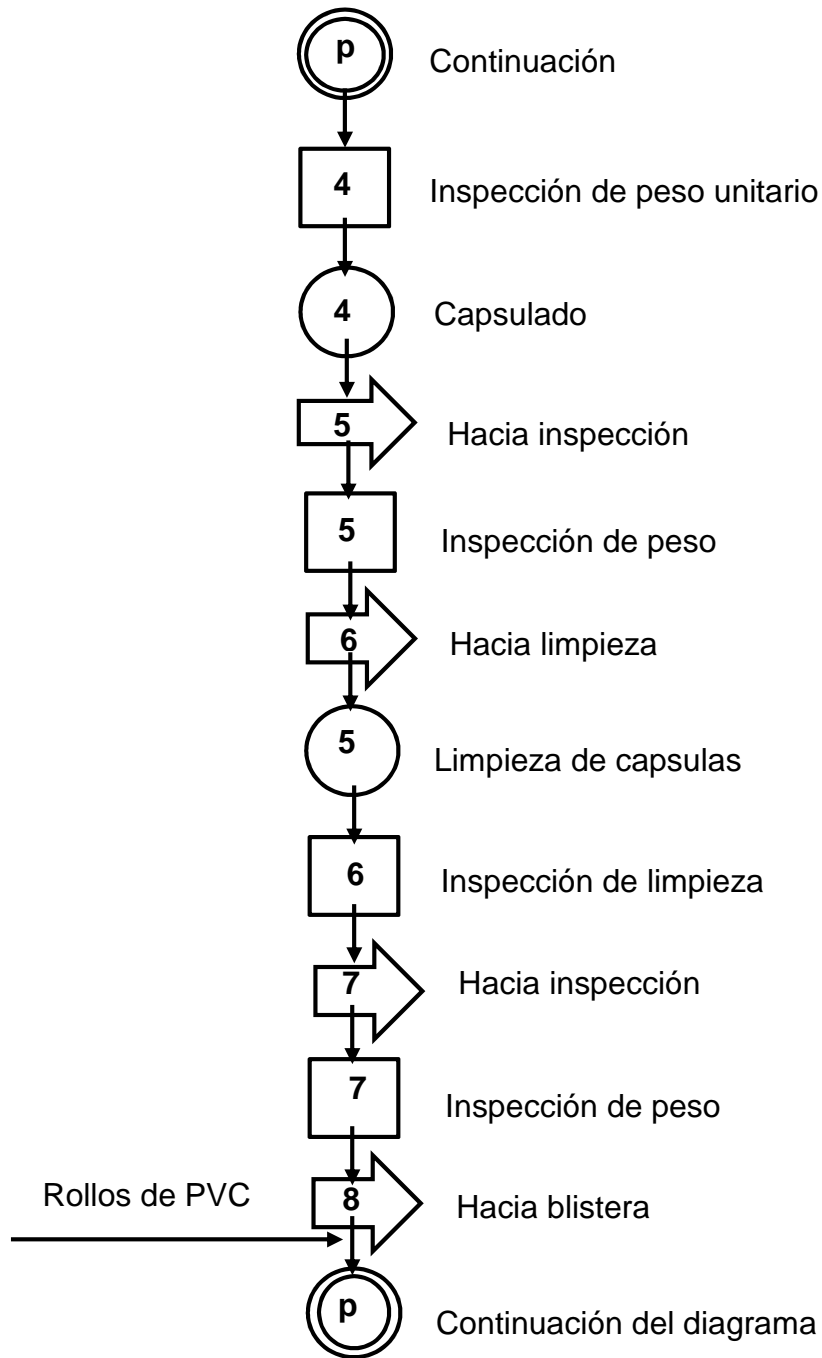 p
Continuación
4
Inspección de peso unitario
4
Capsulado
5
Hacia inspección
5
Inspección de peso
6
Hacia limpieza
5
Limpieza de capsulas
6
Inspección de limpieza
7
Hacia inspección
7
Inspección de peso
Rollos de PVC
8
Hacia blistera
p
Continuación del diagrama